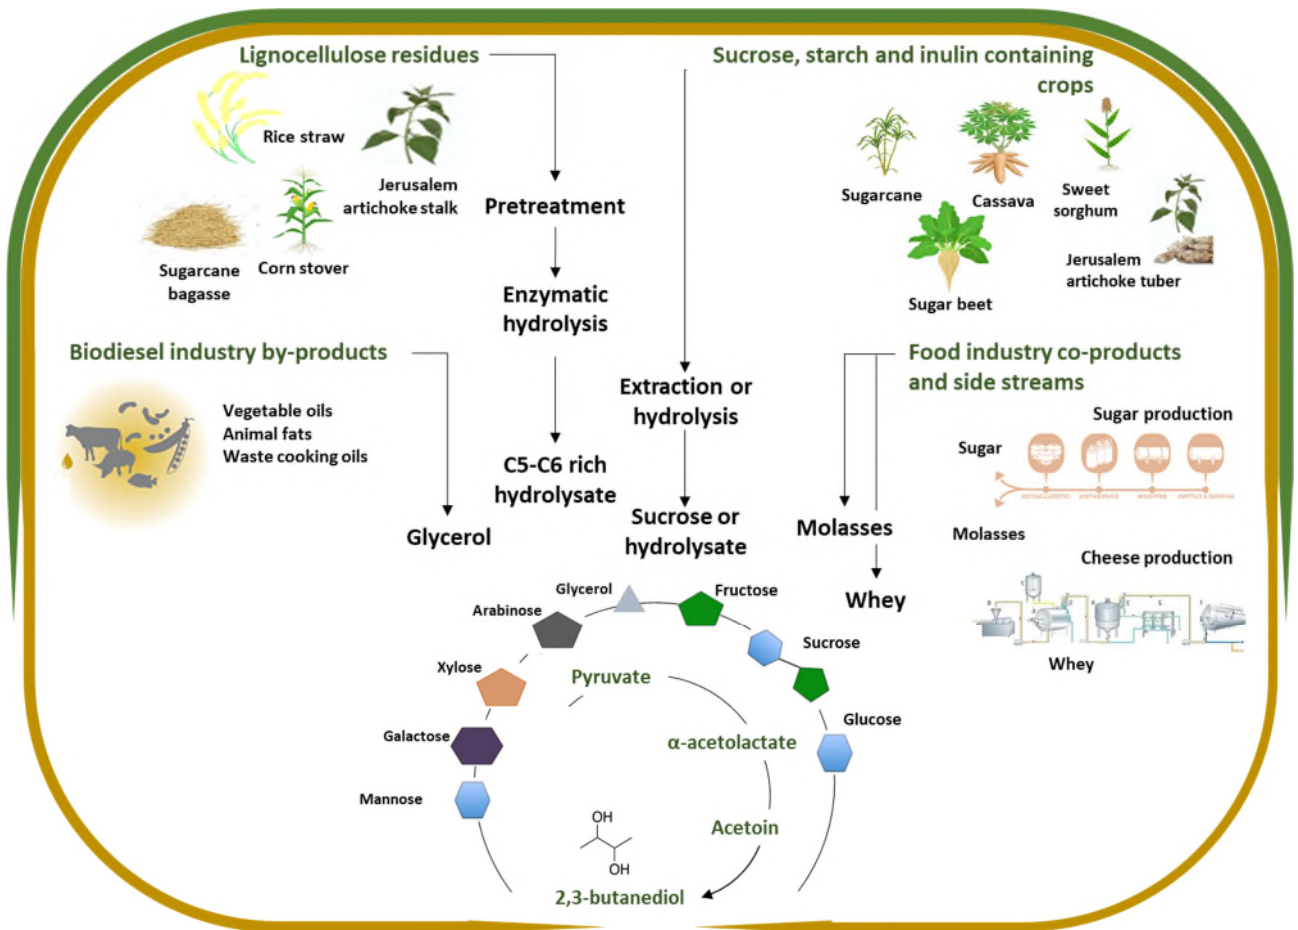 Lignocellulose residues
Rice straw
Jerusalem
artichoke stalk
Sugarcane
bagasse
Corn stover
Pretreatment
Enzymatic
hydrolysis
C5-C6 rich
hydrolysate
Sucrose, starch and inulin containing
crops
Sugarcane
Cassava
Sweet
sorghum
Sugar beet
Jerusalem
artichoke tuber
Extraction or
hydrolysis
Sucrose or
hydrolysate
Biodiesel industry by-products
Vegetable oils
Animal fats
Waste cooking oils
Glycerol
Food industry co-products
and side streams
Sugar production
Sugar
Molasses
Cheese production
Whey
Molasses
Whey
Glycerol
Fructose
Arabinose
Sucrose
Xylose
Glucose
Galactose
Mannose
Pyruvate
α-acetolactate
Acetoin
OH
OH
2,3-butanediol